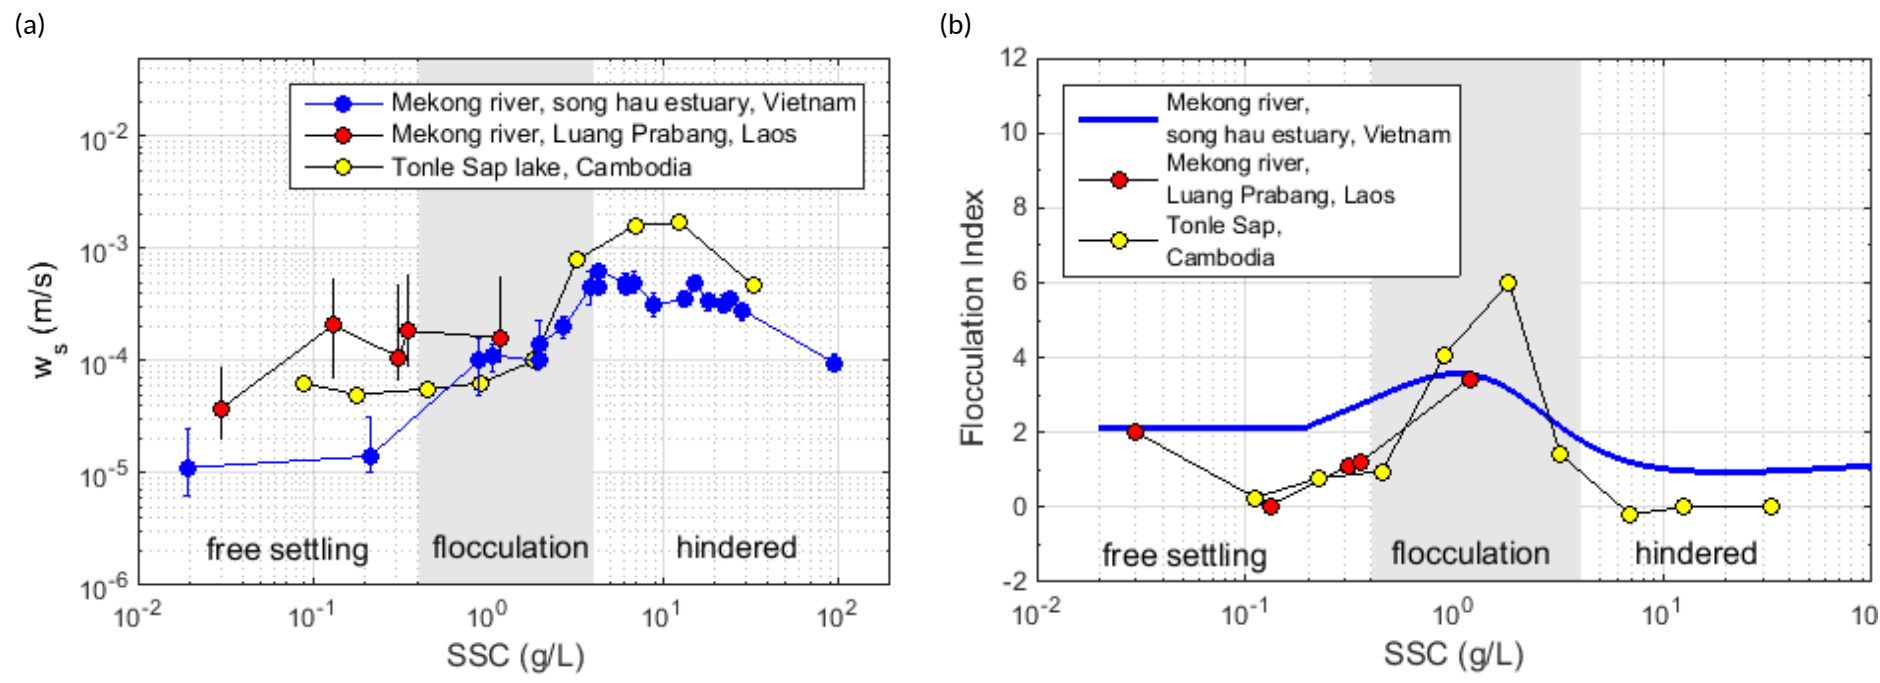 (a)
Mekong river, song hau estuary, Vietnam
Mekong river, Luang Prabang, Laos
Tonle Sap lake, Cambodia
10⁻²
10⁻³
10⁻⁴
10⁻⁵
10⁻⁶
w s (m/s)
free settling
flocculation
hindered
10⁻²
10⁻¹
10⁰
10¹
10²
SSC (g/L)
(b)
12
10
8
6
4
2
0
-2
Flocculation Index
Mekong river,
song hau estuary, Vietnam
Mekong river,
Luang Prabang, Laos
Tonle Sap,
Cambodia
free settling
flocculation
hindered
10⁻²
10⁻¹
10⁰
10¹
10
SSC (g/L)